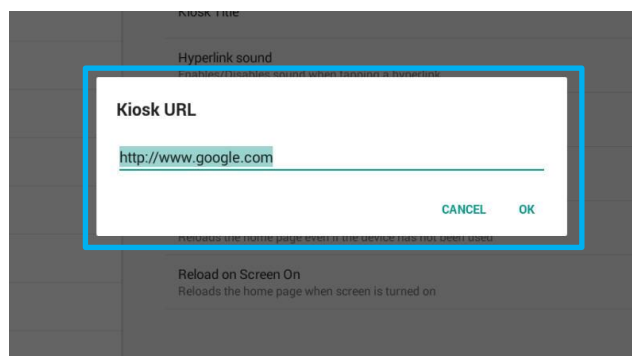 Kiosk Title
Hyperlink sound
Enables/Disables sound when tapping a hyperlink
Kiosk URL
http://www.google.com
CANCEL OK
Reloads the home page even if the device has not been used
Reload on Screen On
Reloads the home page when screen is turned on